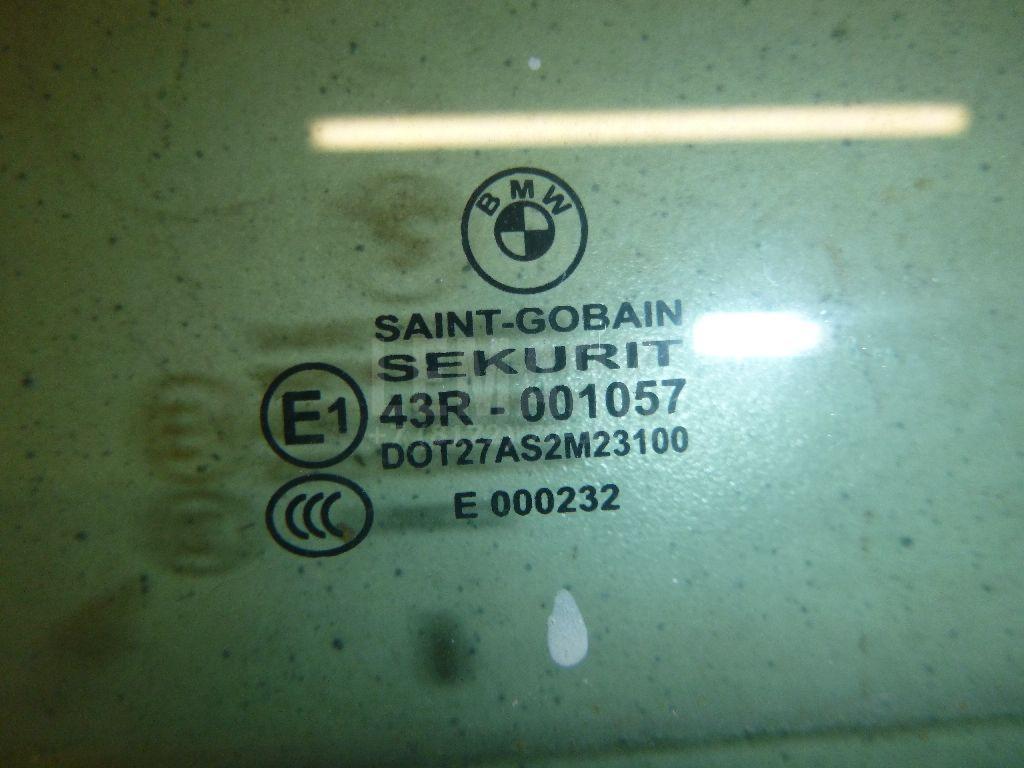 BMW
SAINT-GOBAIN
SEKURIT
E1 43R - 001057
DOT27AS2M23100
CCC E 000232